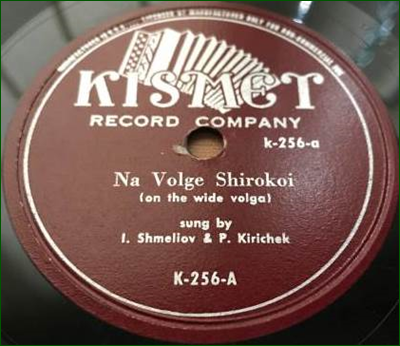 KISMET
RECORD COMPANY
k-256-a
Na Volge Shirokoi
(on the wide volga)
sung by
I. Shmeliov & P. Kirichek
K-256-A